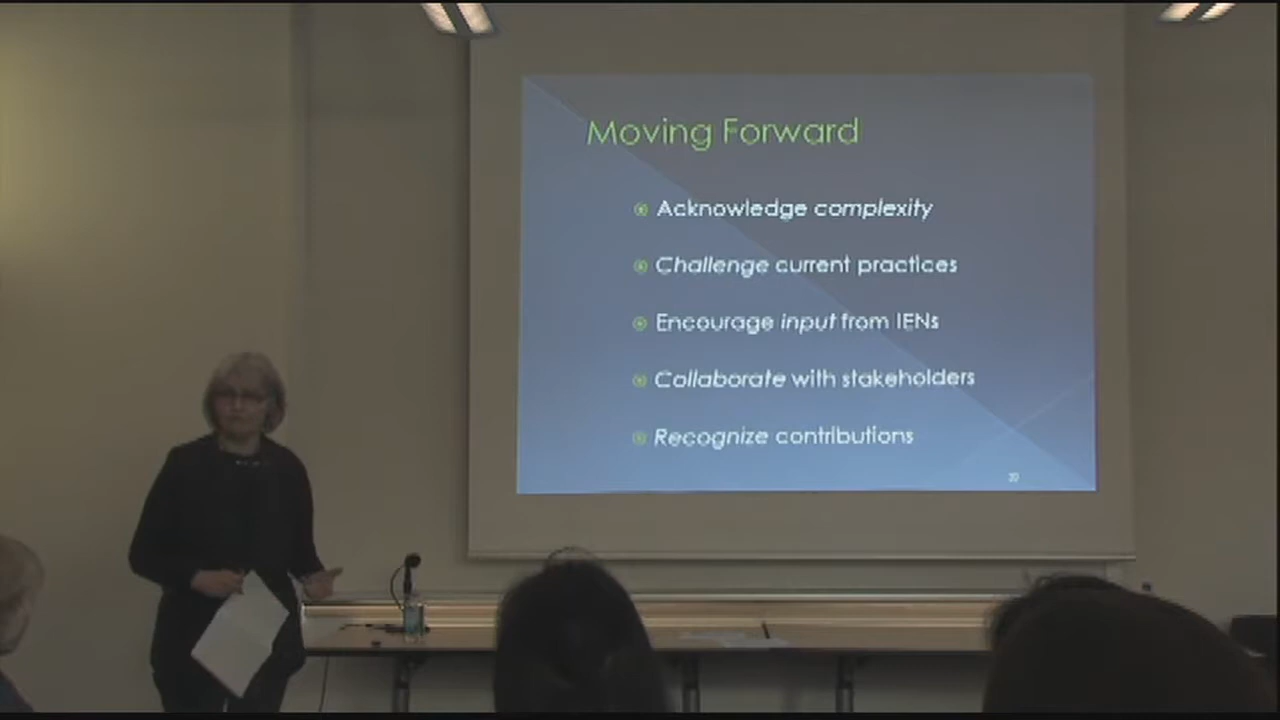 Moving Forward
Acknowledge complexity
Challenge current practices
Encourage input from IENs
Collaborate with stakeholders
Recognize contributions